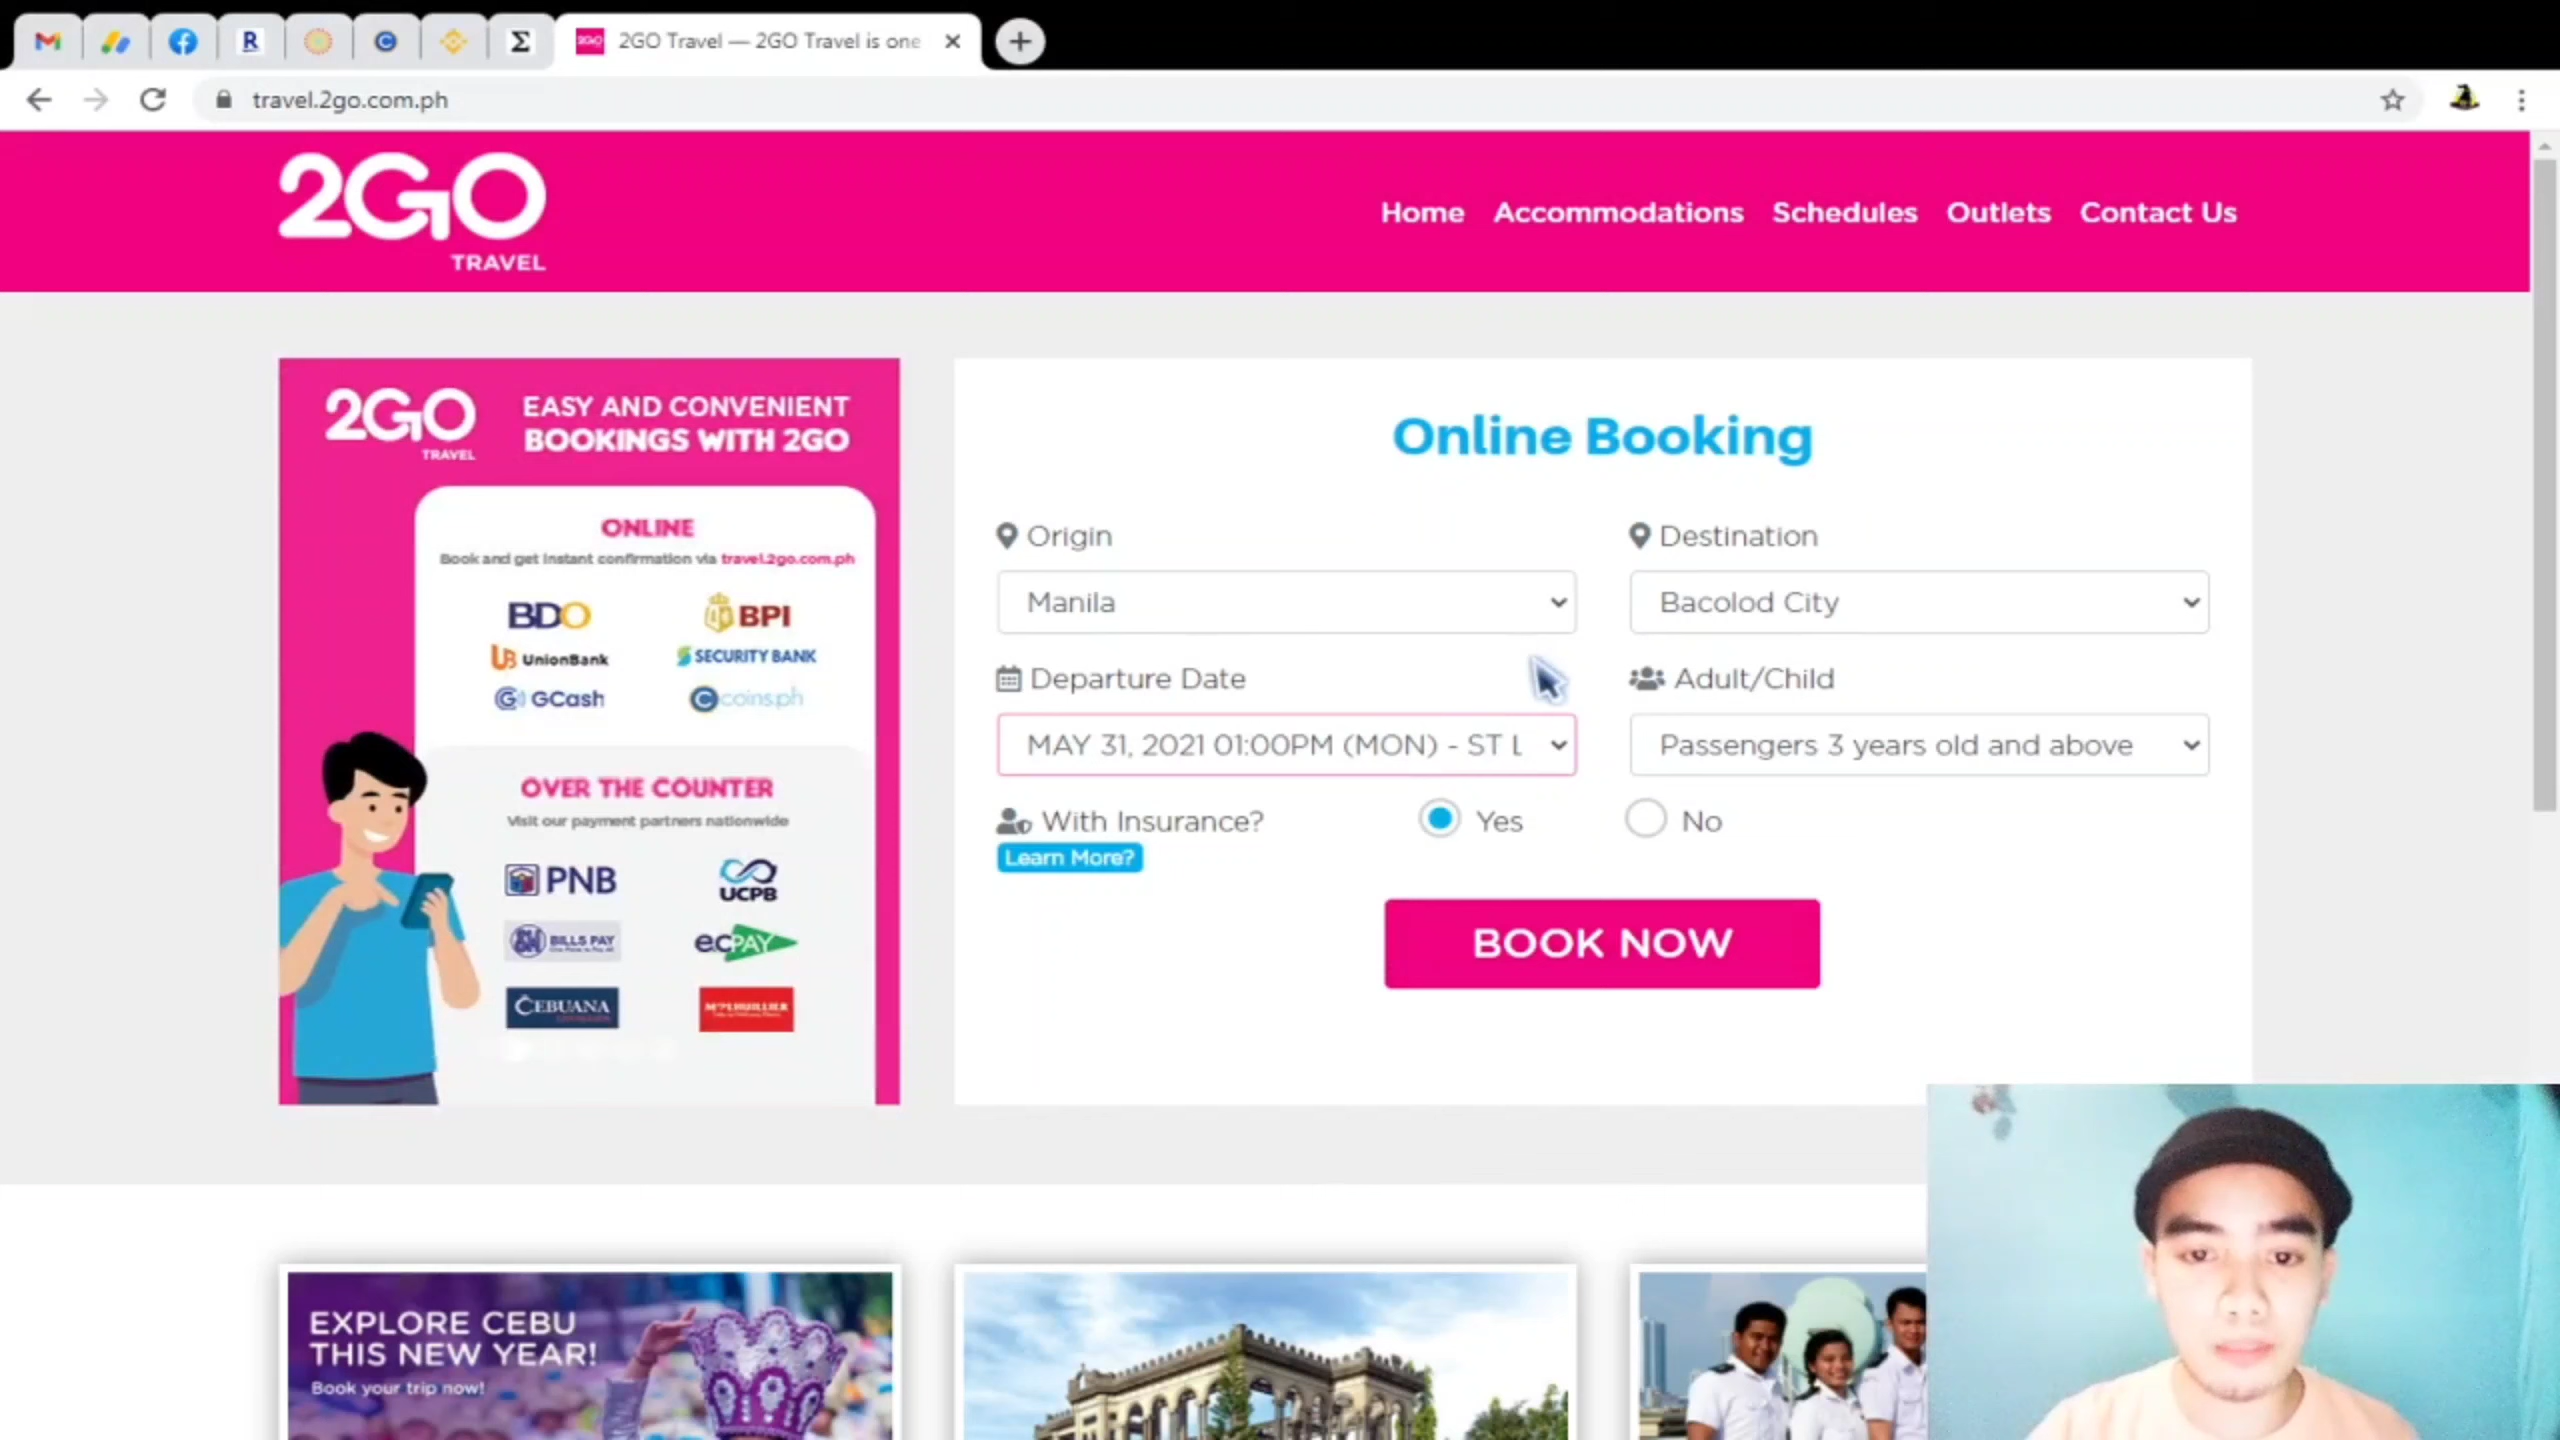 R
Σ
2GO
2GO Travel — 2GO Travel is one
travel.2go.com.ph
2GO
TRAVEL
Home Accommodations Schedules Outlets Contact Us
2GO
TRAVEL
EASY AND CONVENIENT
BOOKINGS WITH 2GO
ONLINE
Book and get instant confirmation via travel.2go.com.ph
BDO BPI
UB UnionBank SECURITY BANK
GCash coins.ph
OVER THE COUNTER
Visit our payment partners nationwide
PNB UCPB
SM BILLS PAY ECPAY
CEBUANA
Online Booking
Origin
Manila
Destination
Bacolod City
Departure Date
MAY 31, 2021 01:00PM (MON) - ST L
Adult/Child
Passengers 3 years old and above
With Insurance? Yes No
Learn More?
BOOK NOW
EXPLORE CEBU
THIS NEW YEAR!
Book your trip now!